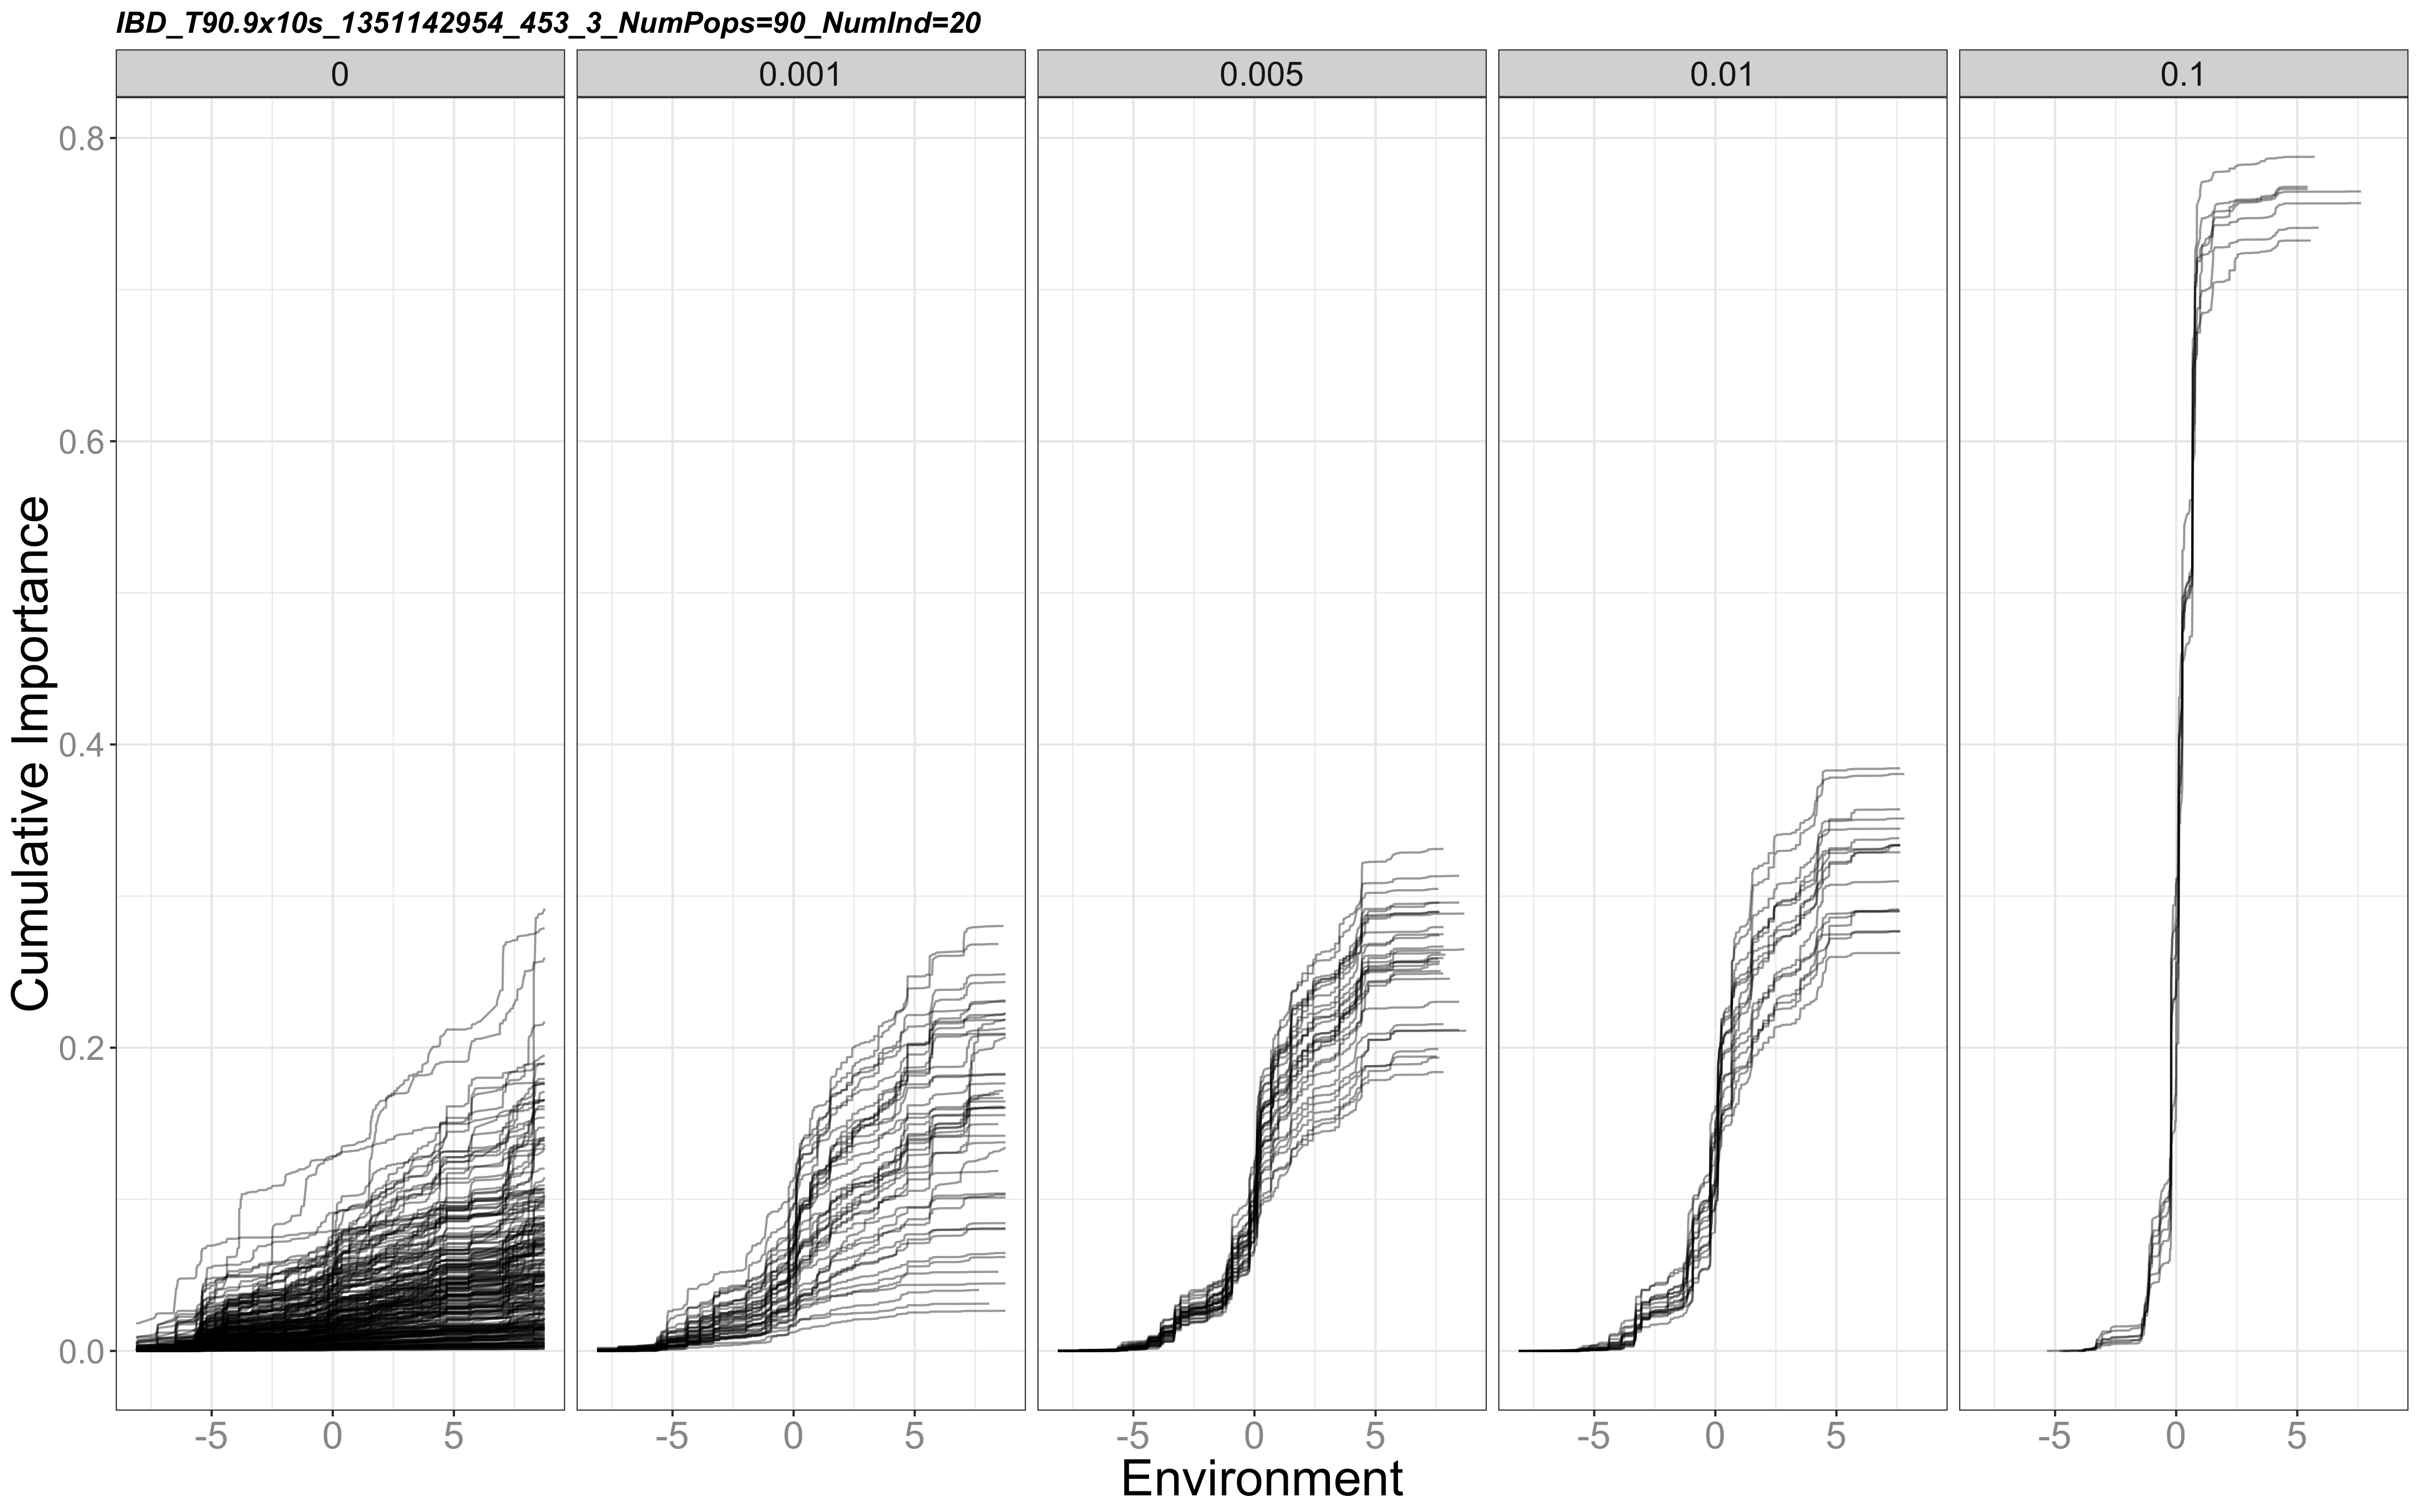 IBD_T90.9x10s_1351142954_453_3_NumPops=90_NumInd=20
0 0.001 0.005 0.01 0.1
Cumulative Importance
0.8
0.6
0.4
0.2
0.0
-5 0 5 -5 0 5 -5 0 5 -5 0 5 -5 0 5
Environment